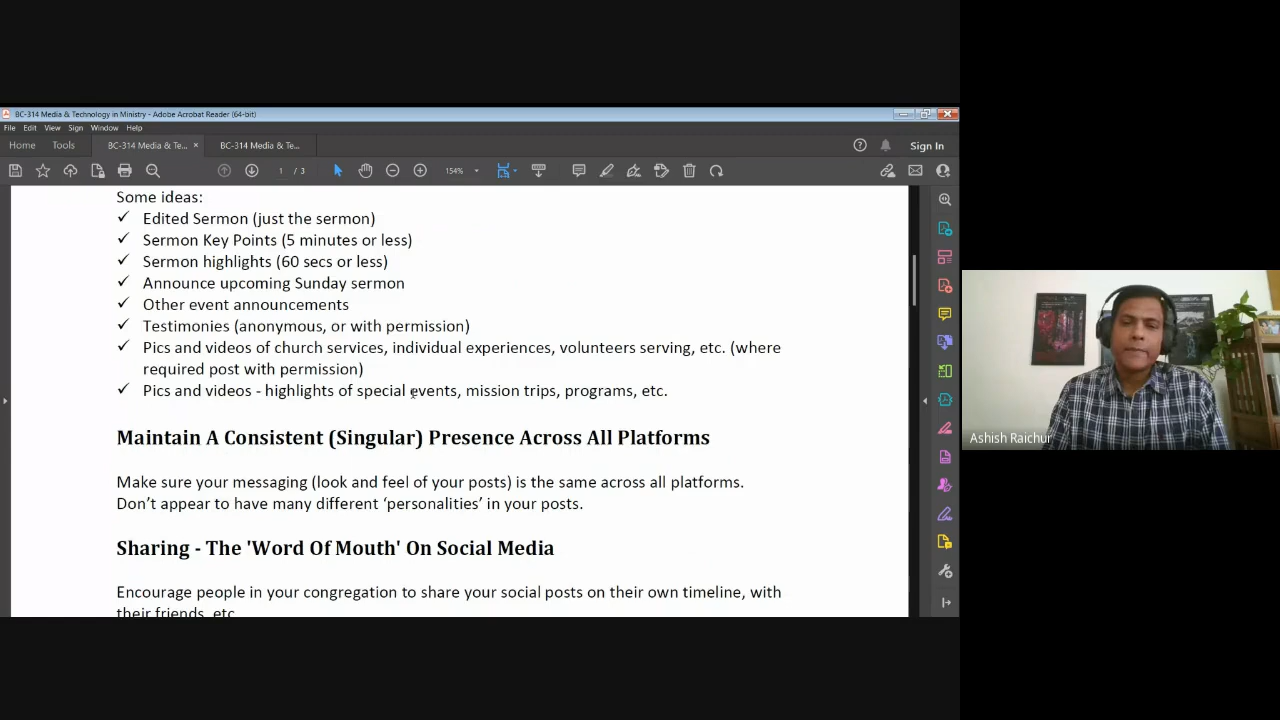 BC-314 Media & Technology in Ministry - Adobe Acrobat Reader (64-bit)
File Edit View Sign Window Help
Home Tools BC-314 Media & Te... × BC-314 Media & Te... Sign In
1 / 3 154%
Some ideas:
✓ Edited Sermon (just the sermon)
✓ Sermon Key Points (5 minutes or less)
✓ Sermon highlights (60 secs or less)
✓ Announce upcoming Sunday sermon
✓ Other event announcements
✓ Testimonies (anonymous, or with permission)
✓ Pics and videos of church services, individual experiences, volunteers serving, etc. (where
required post with permission)
✓ Pics and videos - highlights of special events, mission trips, programs, etc.
Maintain A Consistent (Singular) Presence Across All Platforms
Make sure your messaging (look and feel of your posts) is the same across all platforms.
Don’t appear to have many different ‘personalities’ in your posts.
Sharing - The 'Word Of Mouth' On Social Media
Encourage people in your congregation to share your social posts on their own timeline, with
their friends, etc
Ashish Raichur